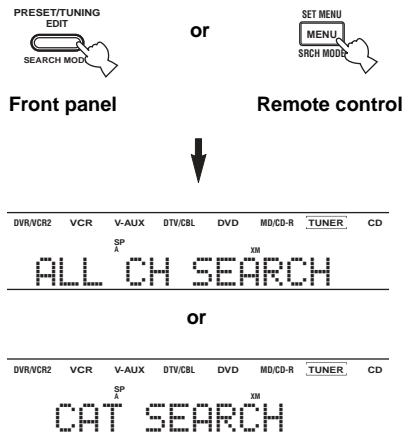 PRESET/TUNING
EDIT
SEARCH MOD
or
SET MENU
MENU
SRCH MODE
Front panel
Remote control
DVR/VCR2 VCR V-AUX DTV/CBL DVD MD/CD-R TUNER CD
SP
A
XM
ALL CH SEARCH
or
DVR/VCR2 VCR V-AUX DTV/CBL DVD MD/CD-R TUNER CD
SP
A
XM
CAT SEARCH